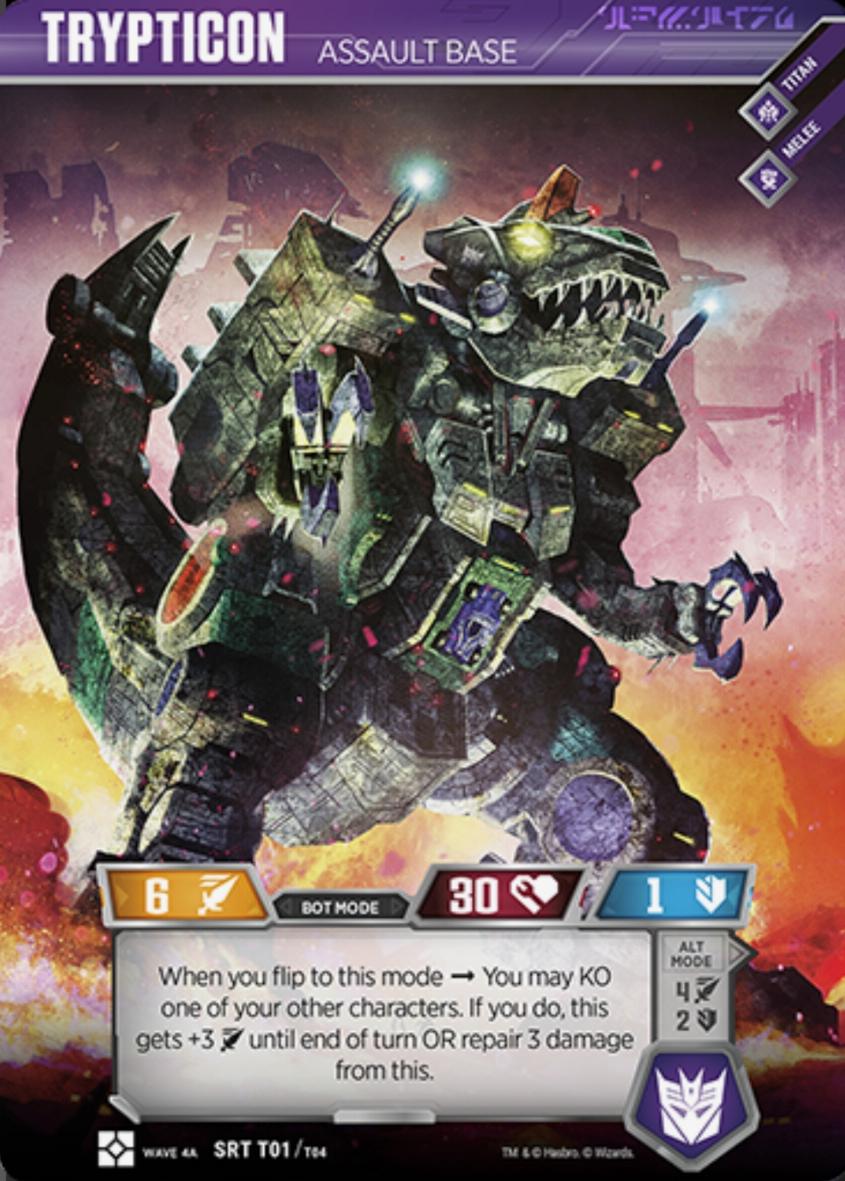 TRYPTICON ASSAULT BASE
TITAN
MELEE
6
BOT MODE
30
1
When you flip to this mode → You may KO
one of your other characters. If you do, this
gets +3 until end of turn OR repair 3 damage
from this.
ALT
MODE
4
2
WAVE 4A SRT T01/T04
TM & © Hasbro. © Wizards.